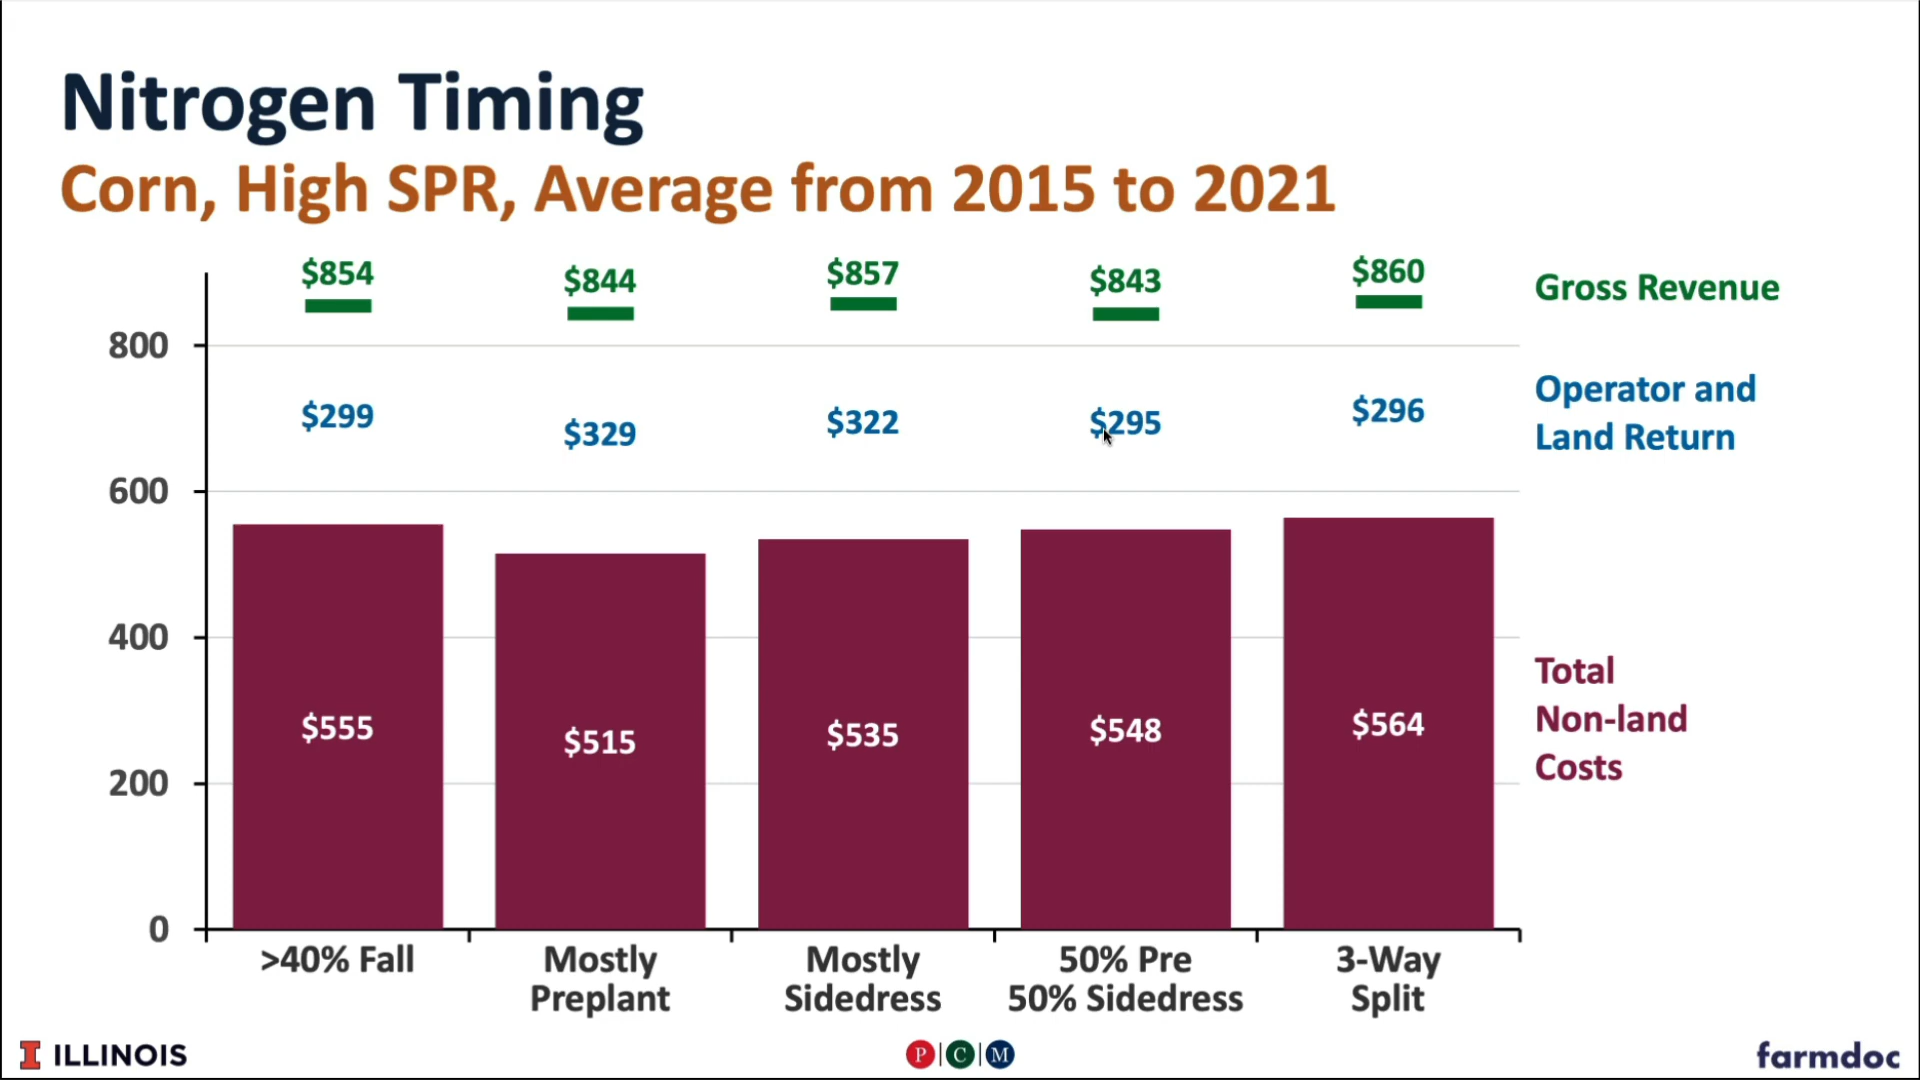 Nitrogen Timing
Corn, High SPR, Average from 2015 to 2021
$854 $844 $857 $843 $860
Gross Revenue
800
$299 $329 $322 $295 $296
Operator and
Land Return
600
400
$555 $515 $535 $548 $564
Total
Non-land
Costs
200
0
>40% Fall
Mostly
Preplant
Mostly
Sidedress
50% Pre
50% Sidedress
3-Way
Split
I ILLINOIS
P|C|M
farmdoc